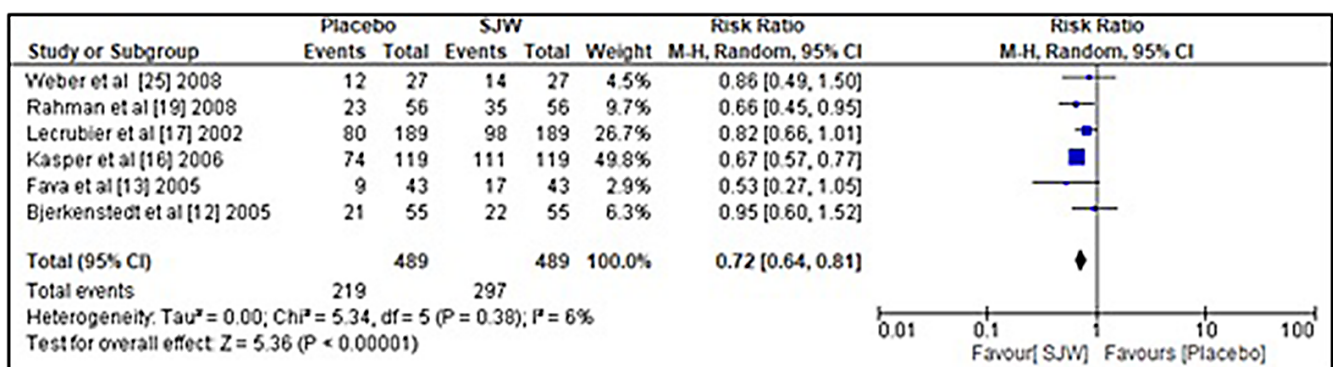 Placebo SJW Risk Ratio Risk Ratio
Study or Subgroup Events Total Events Total Weight M-H, Random, 95% CI M-H, Random, 95% CI
Weber et al [25] 2008 12 27 14 27 4.5% 0.86 [0.49, 1.50]
Rahman et al [19] 2008 23 56 35 56 9.7% 0.66 [0.45, 0.95]
Lecrubier et al [17] 2002 80 189 98 189 26.7% 0.82 [0.66, 1.01]
Kasper et al [16] 2006 74 119 111 119 49.8% 0.67 [0.57, 0.77]
Fava et al [13] 2005 9 43 17 43 2.9% 0.53 [0.27, 1.05]
Bjerkenstedt et al [12] 2005 21 55 22 55 6.3% 0.95 [0.60, 1.52]
Total (95% CI) 489 489 100.0% 0.72 [0.64, 0.81]
Total events 219 297
Heterogeneity: Tau² = 0.00; Chi² = 5.34, df = 5 (P = 0.38); I² = 6%
Test for overall effect: Z = 5.36 (P < 0.00001)
0.01 0.1 1 10 100
Favour[ SJW] Favours [Placebo]